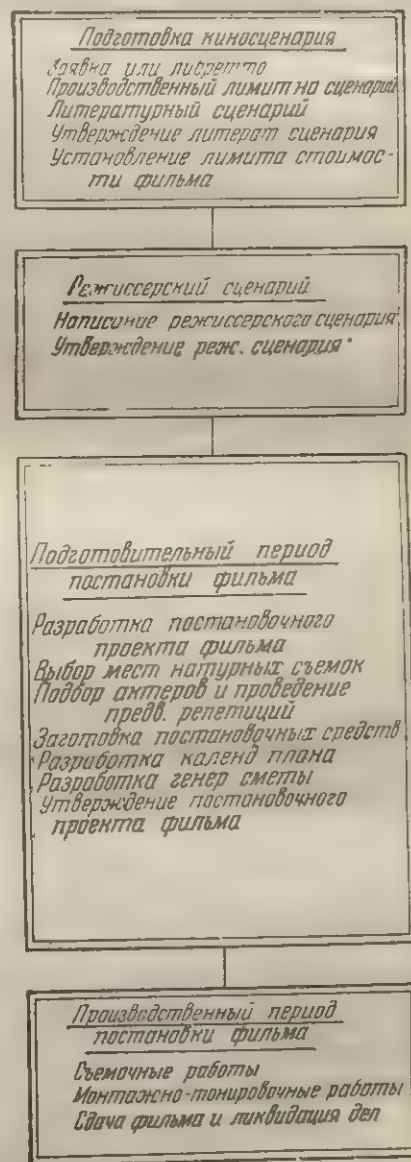 Подготовка киносценария
Заявка или либретто
Производственный лимит на сценарий
Литературный сценарий
Утверждение литерат сценария
Установление лимита стоимос-
ти фильма
Режиссерский сценарий
Написание режиссерского сценария
Утверждение реж. сценария
Подготовительный период
постановки фильма
Разработка постановочного
проекта фильма
Выбор мест натурных съемок
Подбор актеров и проведение
предв. репетиций
Заготовка постановочных средств
Разработка календ плана
Разработка генер сметы
Утверждение постановочного
проекта фильма
Производственный период
постановки фильма
Съемочные работы
Монтажно-тонировочные работы
Сдача фильма и ликвидация дел